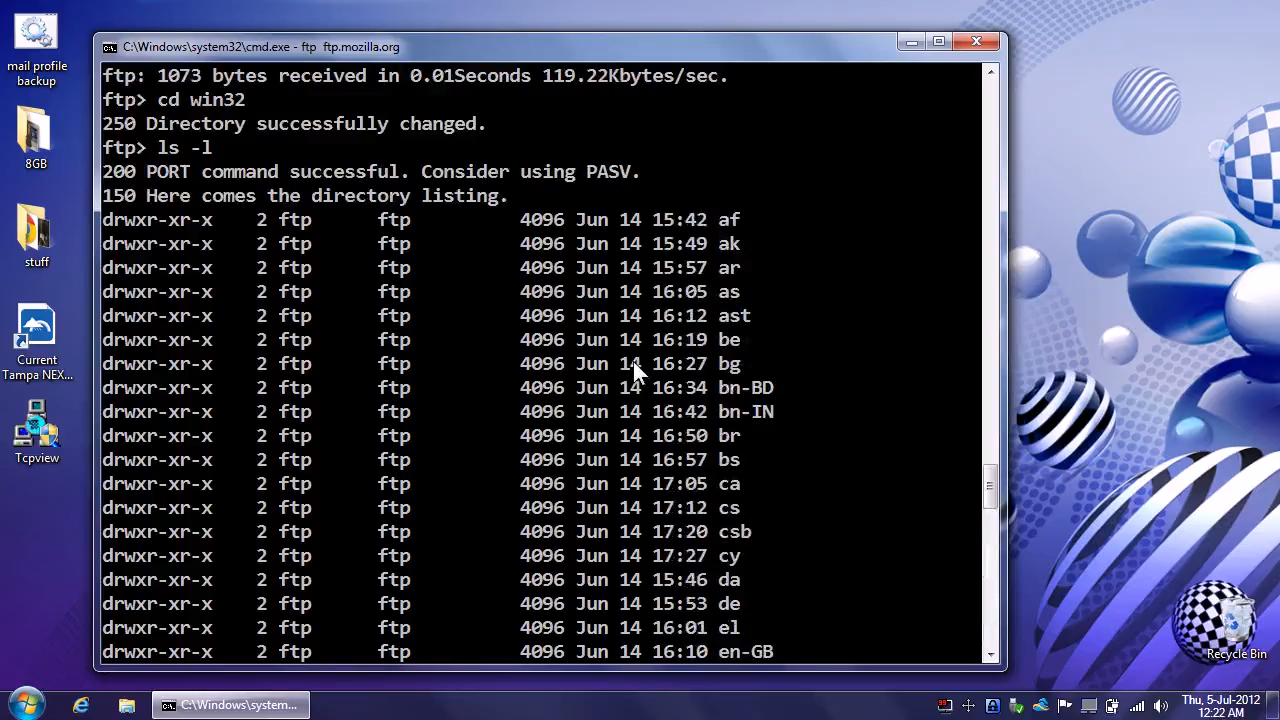 mail profile
backup
8GB
stuff
Current
Tampa NEX...
Tcpview
C:\Windows\system32\cmd.exe - ftp  ftp.mozilla.org
ftp: 1073 bytes received in 0.01Seconds 119.22Kbytes/sec.
ftp> cd win32
250 Directory successfully changed.
ftp> ls -l
200 PORT command successful. Consider using PASV.
150 Here comes the directory listing.
drwxr-xr-x    2 ftp      ftp          4096 Jun 14 15:42 af
drwxr-xr-x    2 ftp      ftp          4096 Jun 14 15:49 ak
drwxr-xr-x    2 ftp      ftp          4096 Jun 14 15:57 ar
drwxr-xr-x    2 ftp      ftp          4096 Jun 14 16:05 as
drwxr-xr-x    2 ftp      ftp          4096 Jun 14 16:12 ast
drwxr-xr-x    2 ftp      ftp          4096 Jun 14 16:19 be
drwxr-xr-x    2 ftp      ftp          4096 Jun 14 16:27 bg
drwxr-xr-x    2 ftp      ftp          4096 Jun 14 16:34 bn-BD
drwxr-xr-x    2 ftp      ftp          4096 Jun 14 16:42 bn-IN
drwxr-xr-x    2 ftp      ftp          4096 Jun 14 16:50 br
drwxr-xr-x    2 ftp      ftp          4096 Jun 14 16:57 bs
drwxr-xr-x    2 ftp      ftp          4096 Jun 14 17:05 ca
drwxr-xr-x    2 ftp      ftp          4096 Jun 14 17:12 cs
drwxr-xr-x    2 ftp      ftp          4096 Jun 14 17:20 csb
drwxr-xr-x    2 ftp      ftp          4096 Jun 14 17:27 cy
drwxr-xr-x    2 ftp      ftp          4096 Jun 14 15:46 da
drwxr-xr-x    2 ftp      ftp          4096 Jun 14 15:53 de
drwxr-xr-x    2 ftp      ftp          4096 Jun 14 16:01 el
drwxr-xr-x    2 ftp      ftp          4096 Jun 14 16:10 en-GB
Recycle Bin
C:\Windows\system...
Thu, 5-Jul-2012
12:22 AM